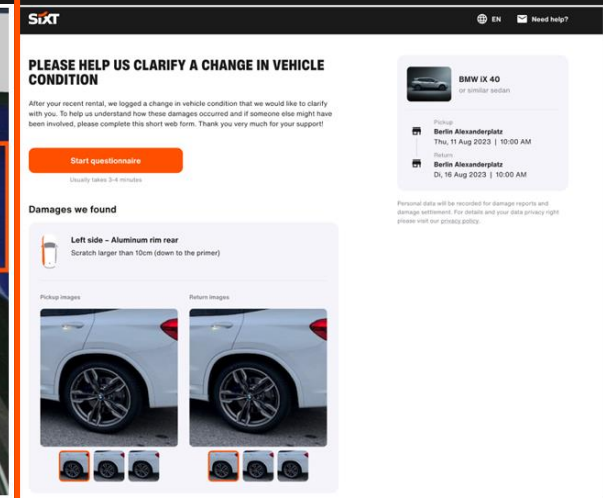 SIXT
EN
Need help?
PLEASE HELP US CLARIFY A CHANGE IN VEHICLE
CONDITION
After your recent rental, we logged a change in vehicle condition that we would like to clarify
with you. To help us understand how these damages occurred and if someone else might have
been involved, please complete this short web form. Thank you very much for your support!
Start questionnaire
Usually takes 3-4 minutes
Damages we found
Left side – Aluminum rim rear
Scratch larger than 10cm (down to the primer)
Pickup images
Return images
BMW iX 40
or similar sedan
Pickup
Berlin Alexanderplatz
Thu, 11 Aug 2023 | 10:00 AM
Return
Berlin Alexanderplatz
Di, 16 Aug 2023 | 10:00 AM
Personal data will be recorded for damage reports and
damage settlement. For details and your data privacy right
please visit our privacy policy.